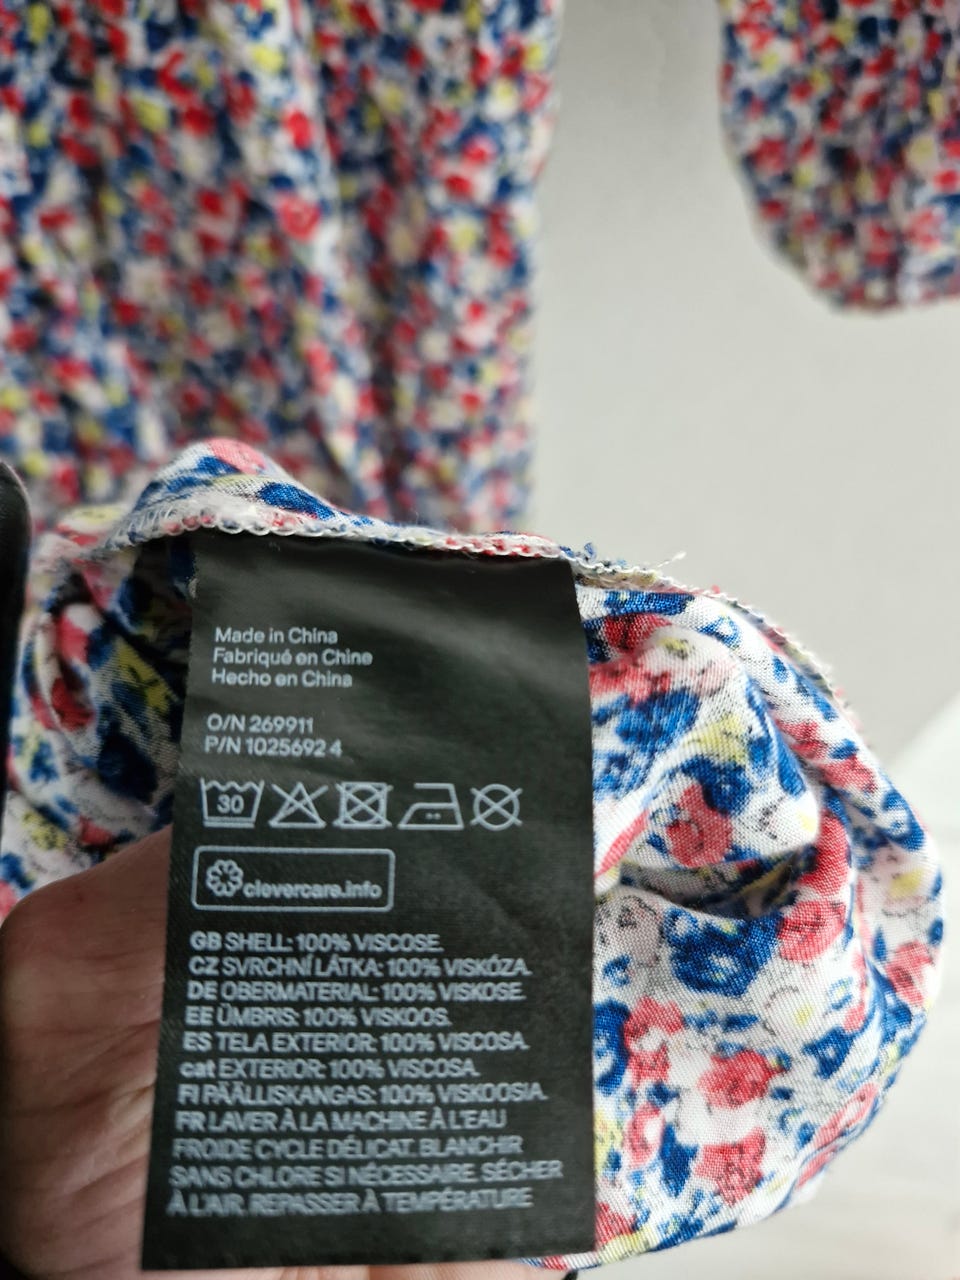 Made in China
Fabriqué en Chine
Hecho en China
O/N 269911
P/N 1025692 4
30
clevercare.info
GB SHELL: 100% VISCOSE.
CZ SVRCHNÍ LÁTKA: 100% VISKÓZA.
DE OBERMATERIAL: 100% VISKOSE.
EE ÜMBRIS: 100% VISKOOS.
ES TELA EXTERIOR: 100% VISCOSA.
cat EXTERIOR: 100% VISCOSA.
FI PÄÄLLISKANGAS: 100% VISKOOSIA.
FR LAVER À LA MACHINE À L'EAU
FROIDE CYCLE DÉLICAT. BLANCHIR
SANS CHLORE SI NÉCESSAIRE. SÉCHER
À L'AIR. REPASSER À TEMPÉRATURE